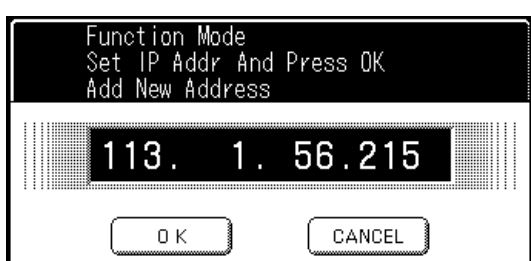 Function Mode
Set IP Addr And Press OK
Add New Address
113.  1. 56.215
OK CANCEL